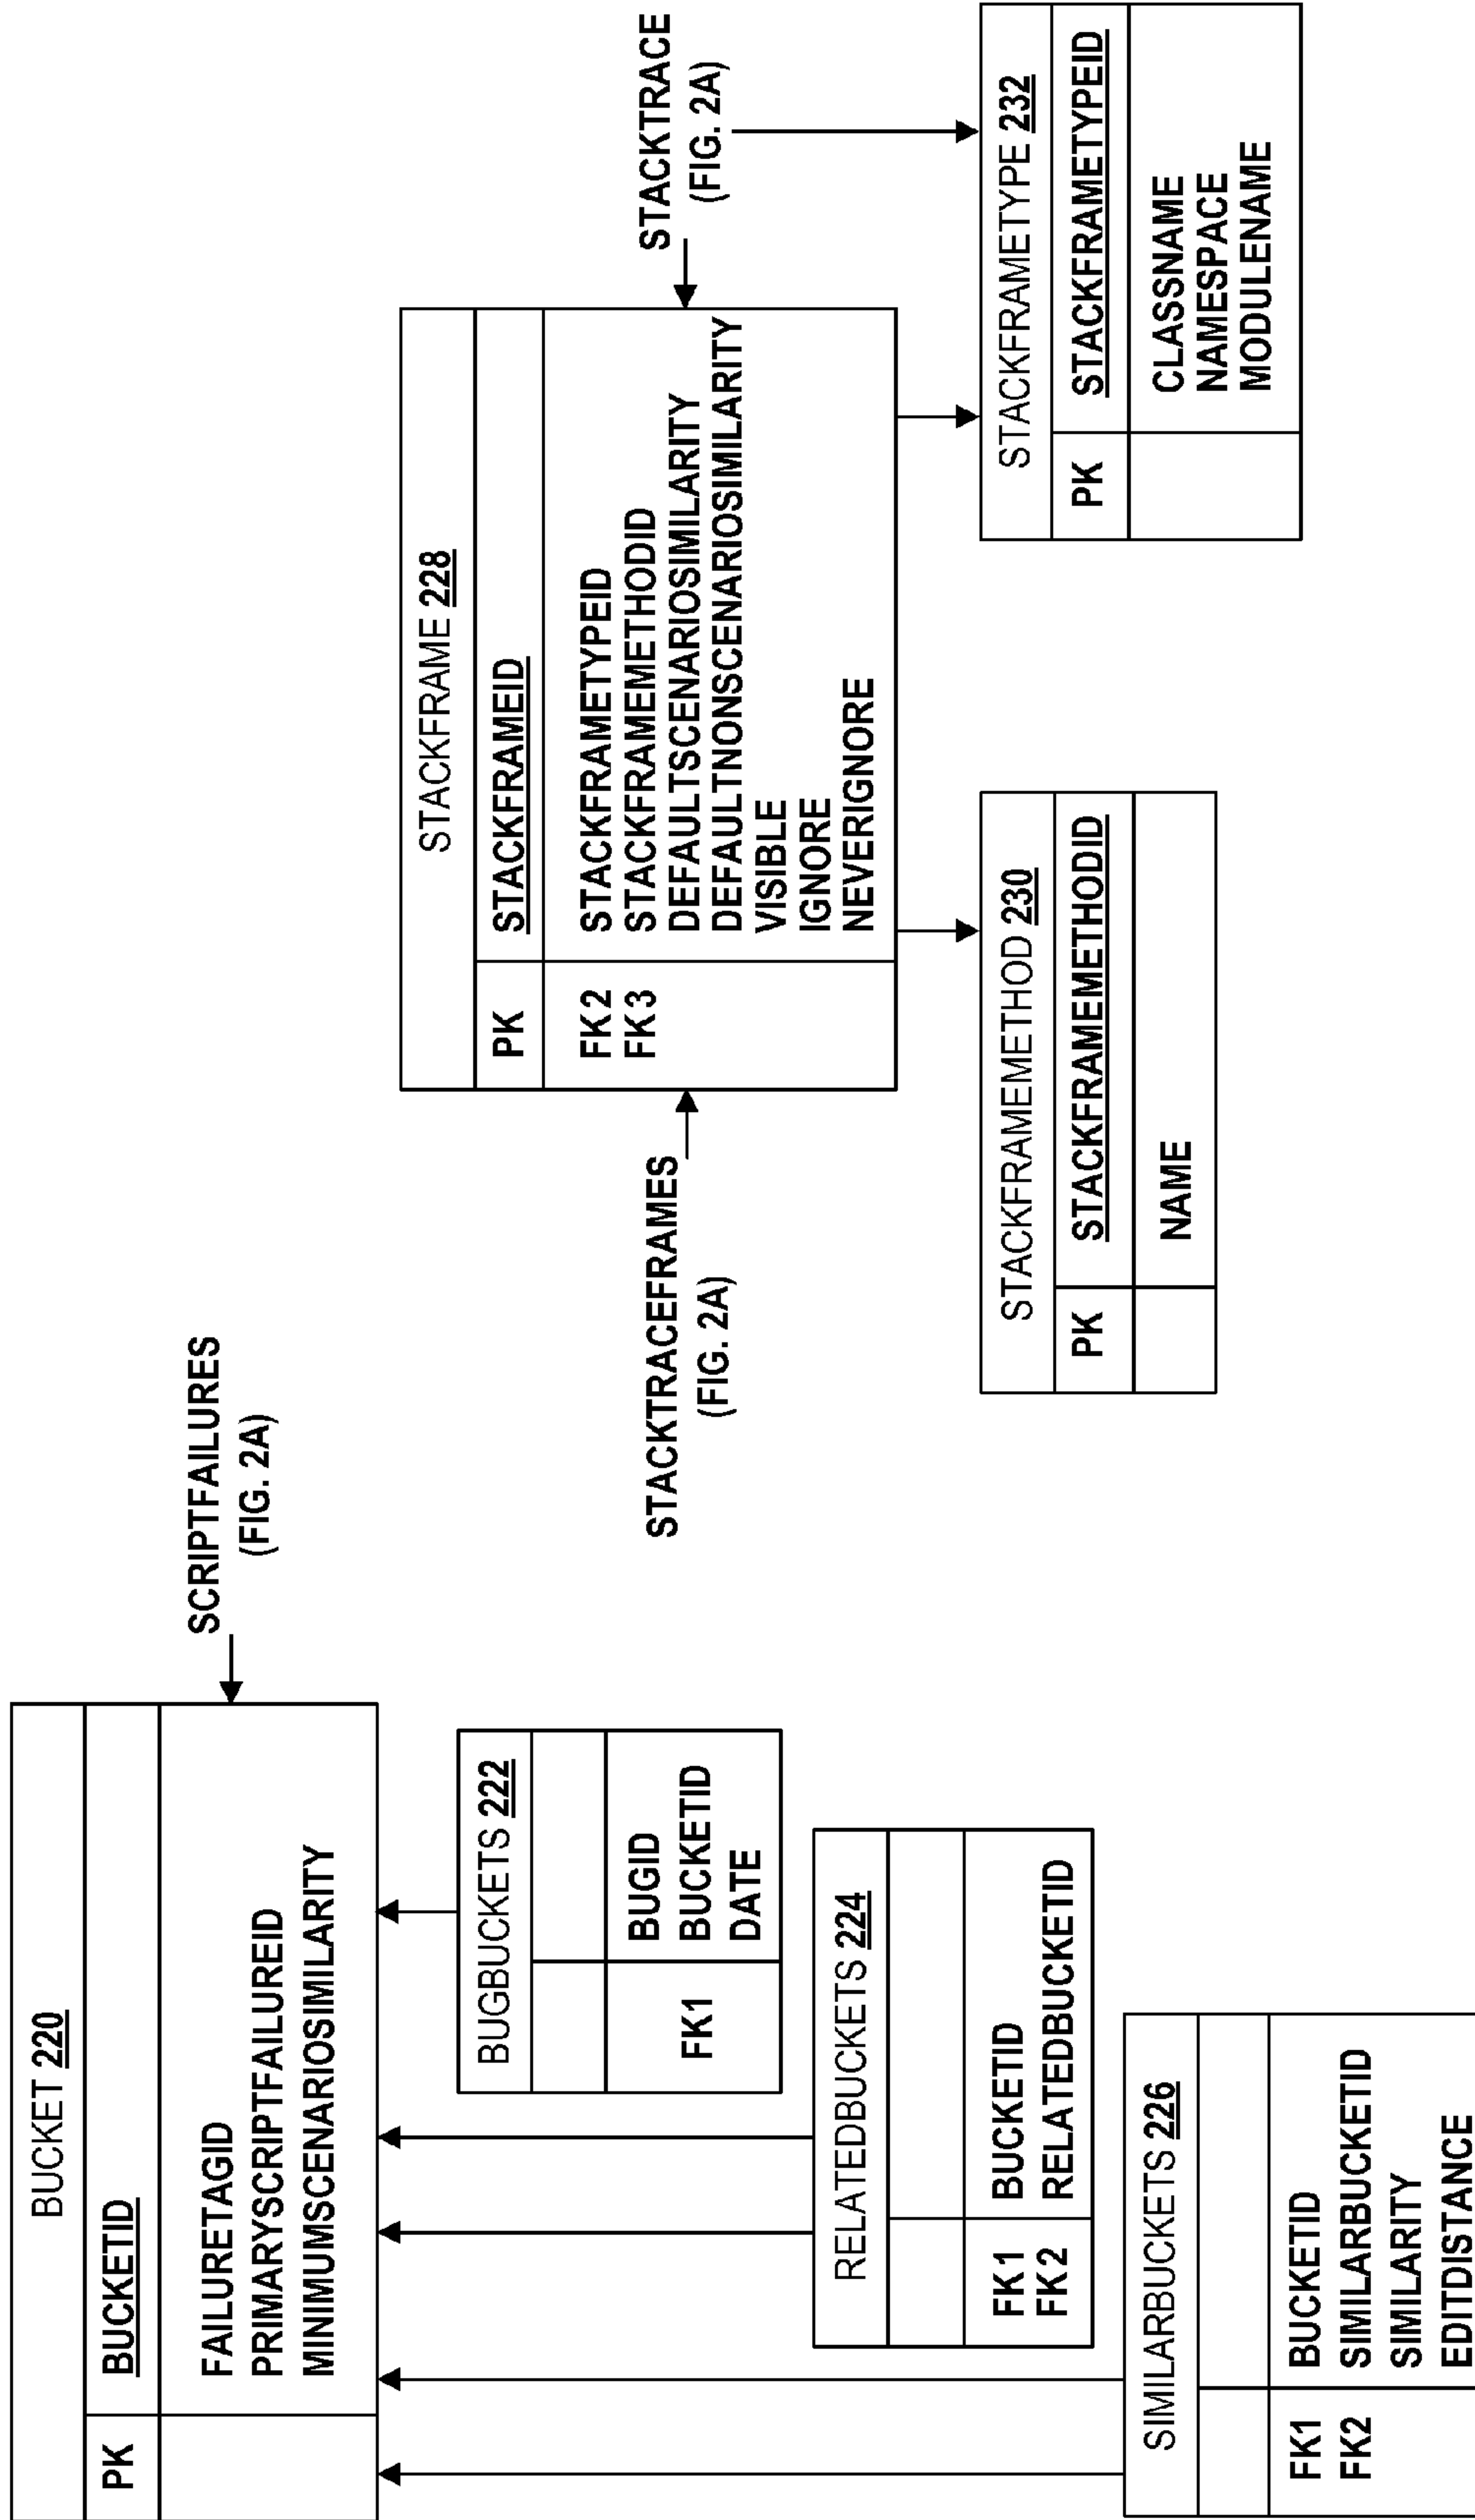 BUCKET 220
PK BUCKETID
FAILURETAGID
PRIMARYSCRIPTFAILUREID
MINIMUMSCENARIOSIMILARITY
SCRIPTFAILURES
(FIG. 2A)
BUGBUCKETS 222
BUGID
FK1 BUCKETID
DATE
RELATEDBUCKETS 224
FK1 BUCKETID
FK2 RELATEDBUCKETID
SIMILARBUCKETS 226
FK1 BUCKETID
FK2 SIMILARBUCKETID
SIMILARITY
EDITDISTANCE
STACKTRACEFRAMES
(FIG. 2A)
STACKFRAME 228
PK STACKFRAMEID
FK2 STACKFRAMETYPEID
FK3 STACKFRAMEMETHODID
DEFAULTSCENARIOSIMILARITY
DEFAULTNONSCENARIOSIMILARITY
VISIBLE
IGNORE
NEVERIGNORE
STACKTRACE
(FIG. 2A)
STACKFRAMEMETHOD 230
PK STACKFRAMEMETHODID
NAME
STACKFRAMETYPE 232
PK STACKFRAMETYPEID
CLASSNAME
NAMESPACE
MODULENAME